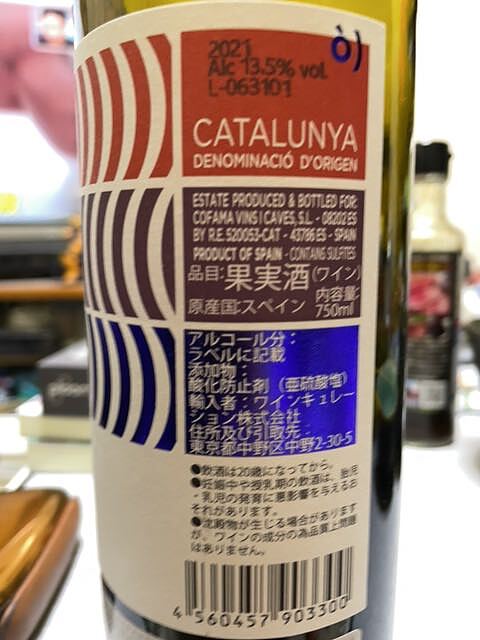 ò)
2021
Alc 13.5% vol.
L-063101
CATALUNYA
DENOMINACIÓ D'ORIGEN
ESTATE PRODUCED & BOTTLED FOR:
COFAMA VINS I CAVES, S.L. - 08202 ES
BY R.E. 520053-CAT - 43786 ES - SPAIN
PRODUCT OF SPAIN - CONTAINS SULFITES
品目:果実酒(ワイン)
原産国:スペイン 内容量:750ml
アルコール分:
ラベルに記載
添加物:
酸化防止剤(亜硫酸塩)
輸入者:ワインキュレー
ション株式会社
住所及び引取先:
東京都中野区中野2-30-5
●飲酒は20歳になってから。
●妊娠中や授乳期の飲酒は、胎児
・乳児の発育に悪影響を与えるお
それがあります。
●沈殿物が生じる場合があります
が、ワインの成分の為品質上問題
はありません。
4 560457 903300